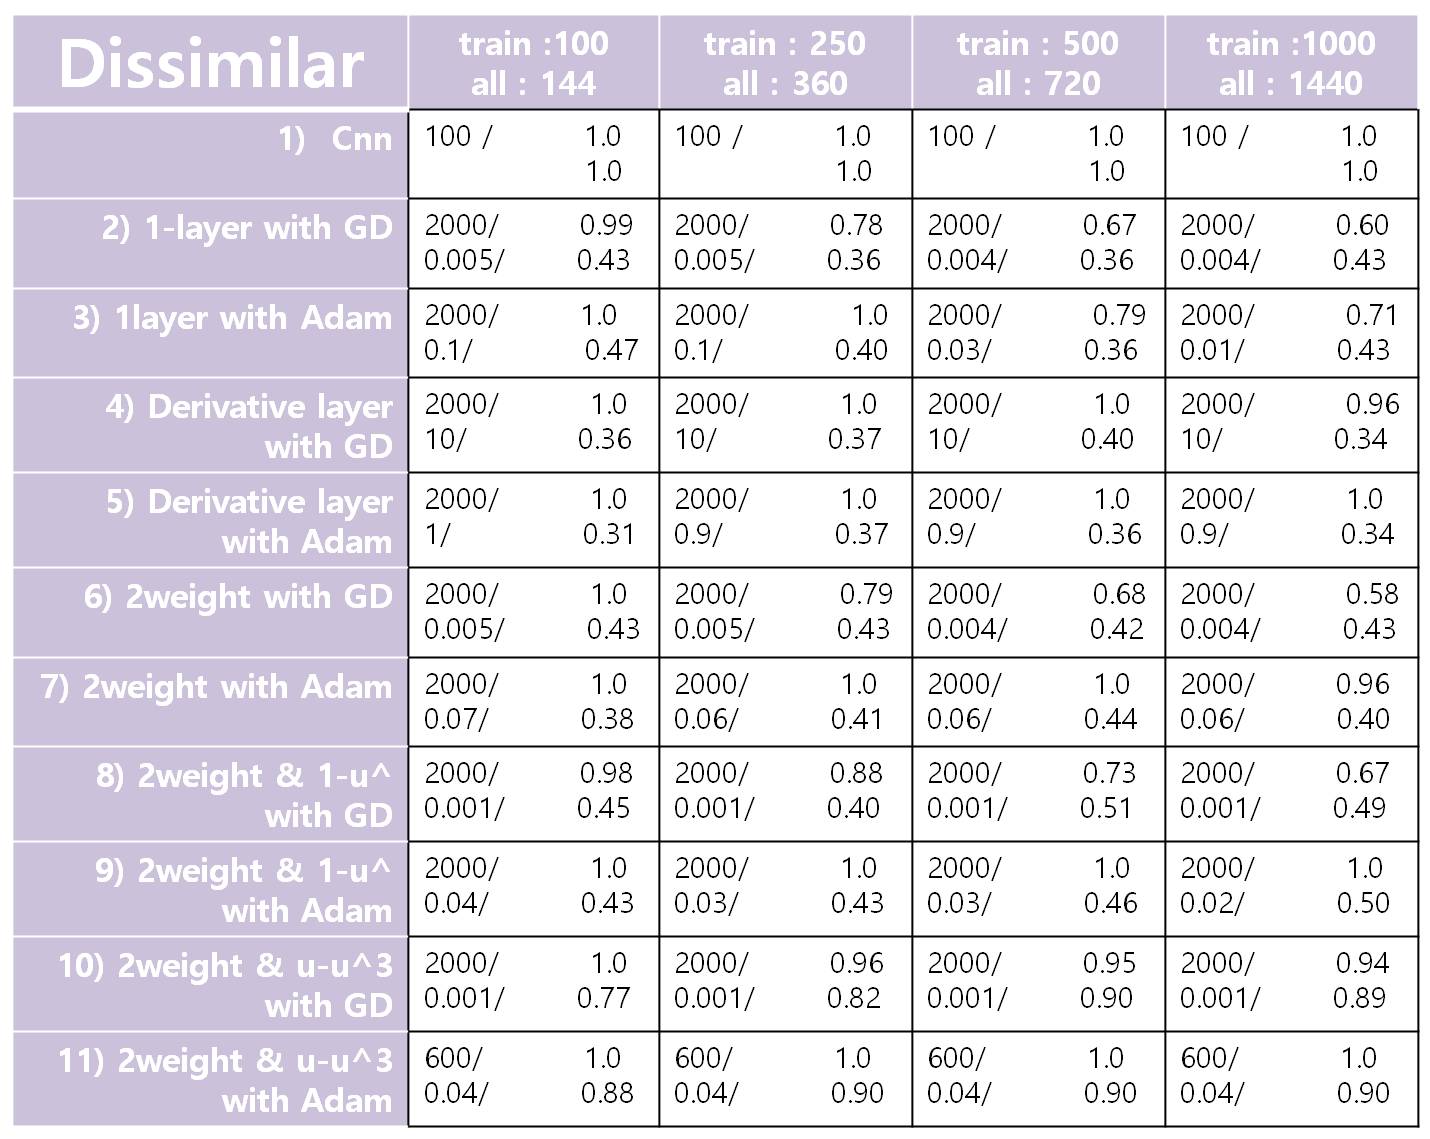 Dissimilar
train :100
all : 144
train : 250
all : 360
train : 500
all : 720
train :1000
all : 1440
1) Cnn
100 / 1.0
1.0
100 / 1.0
1.0
100 / 1.0
1.0
100 / 1.0
1.0
2) 1-layer with GD
2000/ 0.99
0.005/ 0.43
2000/ 0.78
0.005/ 0.36
2000/ 0.67
0.004/ 0.36
2000/ 0.60
0.004/ 0.43
3) 1layer with Adam
2000/ 1.0
0.1/ 0.47
2000/ 1.0
0.1/ 0.40
2000/ 0.79
0.03/ 0.36
2000/ 0.71
0.01/ 0.43
4) Derivative layer
with GD
2000/ 1.0
10/ 0.36
2000/ 1.0
10/ 0.37
2000/ 1.0
10/ 0.40
2000/ 0.96
10/ 0.34
5) Derivative layer
with Adam
2000/ 1.0
1/ 0.31
2000/ 1.0
0.9/ 0.37
2000/ 1.0
0.9/ 0.36
2000/ 1.0
0.9/ 0.34
6) 2weight with GD
2000/ 1.0
0.005/ 0.43
2000/ 0.79
0.005/ 0.43
2000/ 0.68
0.004/ 0.42
2000/ 0.58
0.004/ 0.43
7) 2weight with Adam
2000/ 1.0
0.07/ 0.38
2000/ 1.0
0.06/ 0.41
2000/ 1.0
0.06/ 0.44
2000/ 0.96
0.06/ 0.40
8) 2weight & 1-u^
with GD
2000/ 0.98
0.001/ 0.45
2000/ 0.88
0.001/ 0.40
2000/ 0.73
0.001/ 0.51
2000/ 0.67
0.001/ 0.49
9) 2weight & 1-u^
with Adam
2000/ 1.0
0.04/ 0.43
2000/ 1.0
0.03/ 0.43
2000/ 1.0
0.03/ 0.46
2000/ 1.0
0.02/ 0.50
10) 2weight & u-u^3
with GD
2000/ 1.0
0.001/ 0.77
2000/ 0.96
0.001/ 0.82
2000/ 0.95
0.001/ 0.90
2000/ 0.94
0.001/ 0.89
11) 2weight & u-u^3
with Adam
600/ 1.0
0.04/ 0.88
600/ 1.0
0.04/ 0.90
600/ 1.0
0.04/ 0.90
600/ 1.0
0.04/ 0.90